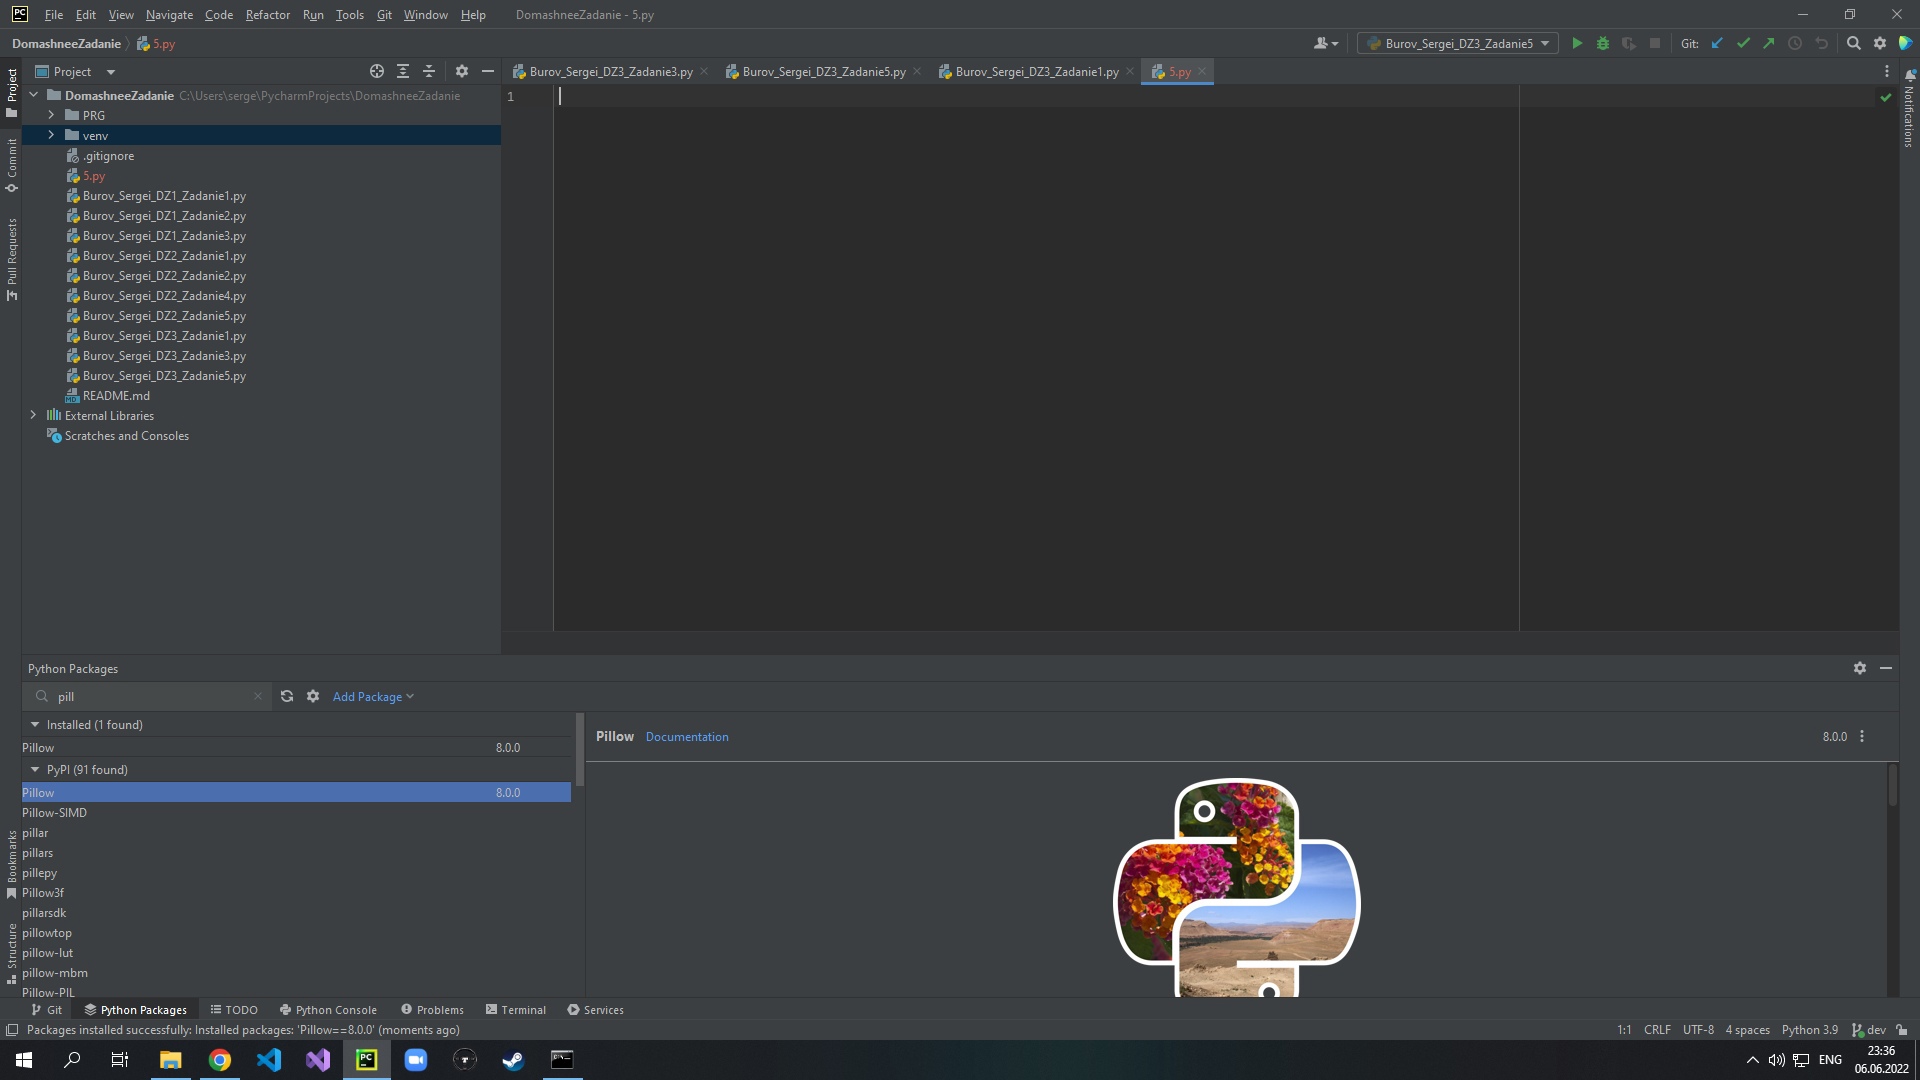 PC File Edit View Navigate Code Refactor Run Tools Git Window Help DomashneeZadanie - 5.py
DomashneeZadanie 5.py Burov_Sergei_DZ3_Zadanie5 Git:
Project
Burov_Sergei_DZ3_Zadanie3.py Burov_Sergei_DZ3_Zadanie5.py Burov_Sergei_DZ3_Zadanie1.py 5.py
Project
Commit
Pull Requests
Bookmarks
Structure
Notifications
DomashneeZadanie C:\Users\serge\PycharmProjects\DomashneeZadanie
PRG
venv
.gitignore
5.py
Burov_Sergei_DZ1_Zadanie1.py
Burov_Sergei_DZ1_Zadanie2.py
Burov_Sergei_DZ1_Zadanie3.py
Burov_Sergei_DZ2_Zadanie1.py
Burov_Sergei_DZ2_Zadanie2.py
Burov_Sergei_DZ2_Zadanie4.py
Burov_Sergei_DZ2_Zadanie5.py
Burov_Sergei_DZ3_Zadanie1.py
Burov_Sergei_DZ3_Zadanie3.py
Burov_Sergei_DZ3_Zadanie5.py
README.md
External Libraries
Scratches and Consoles
1
Python Packages
pill Add Package
Installed (1 found)
Pillow 8.0.0
PyPI (91 found)
Pillow 8.0.0
Pillow-SIMD
pillar
pillars
pillepy
Pillow3f
pillarsdk
pillowtop
pillow-lut
pillow-mbm
Pillow-PIL
Pillow Documentation 8.0.0
Git Python Packages TODO Python Console Problems Terminal Services
Packages installed successfully: Installed packages: 'Pillow==8.0.0' (moments ago) 1:1 CRLF UTF-8 4 spaces Python 3.9 dev
PC
ENG
23:36
06.06.2022